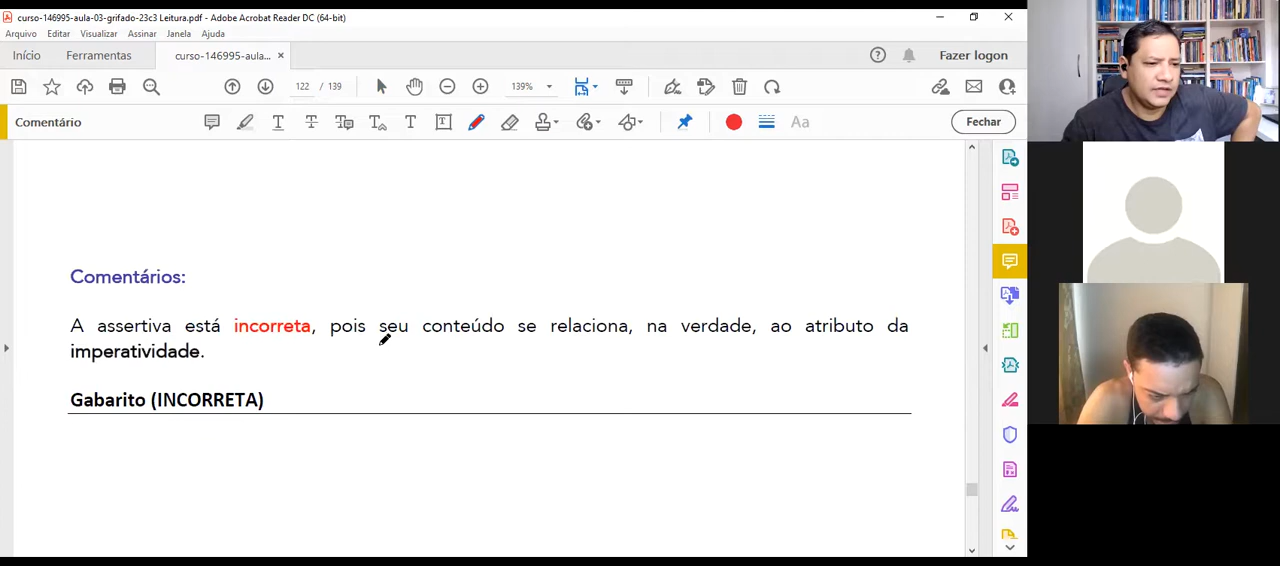 curso-146995-aula-03-grifado-23c3 Leitura.pdf - Adobe Acrobat Reader DC (64-bit)
Arquivo Editar Visualizar Assinar Janela Ajuda
Início Ferramentas curso-146995-aula... × Fazer logon
122 / 139 139%
Comentário Aa Fechar
Comentários:
A assertiva está incorreta, pois seu conteúdo se relaciona, na verdade, ao atributo da
imperatividade.
Gabarito (INCORRETA)